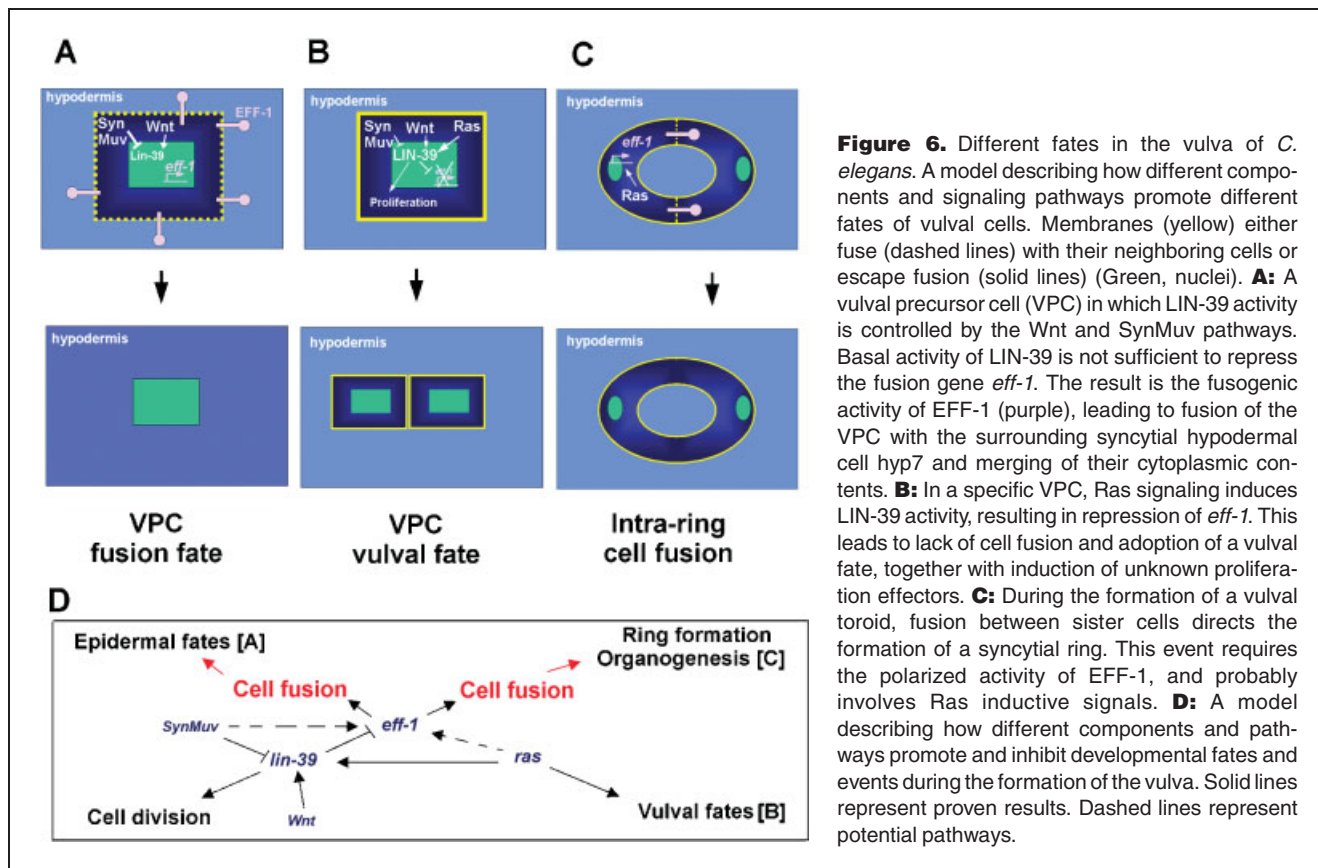 A
hypodermis
EFF-1
Syn
Muv
Wnt
Lin-39
eff-1
hypodermis
VPC
fusion fate
B
hypodermis
Syn
Muv
Wnt
Ras
LIN-39
Proliferation
hypodermis
VPC
vulval fate
C
hypodermis
eff-1
Ras
hypodermis
Intra-ring
cell fusion
D
Epidermal fates [A]
Ring formation
Organogenesis [C]
Cell fusion
Cell fusion
SynMuv
eff-1
lin-39
ras
Cell division
Wnt
Vulval fates [B]
Figure 6. Different fates in the vulva of C.
elegans. A model describing how different compo-
nents and signaling pathways promote different
fates of vulval cells. Membranes (yellow) either
fuse (dashed lines) with their neighboring cells or
escape fusion (solid lines) (Green, nuclei). A: A
vulval precursor cell (VPC) in which LIN-39 activity
is controlled by the Wnt and SynMuv pathways.
Basal activity of LIN-39 is not sufficient to repress
the fusion gene eff-1. The result is the fusogenic
activity of EFF-1 (purple), leading to fusion of the
VPC with the surrounding syncytial hypodermal
cell hyp7 and merging of their cytoplasmic con-
tents. B: In a specific VPC, Ras signaling induces
LIN-39 activity, resulting in repression of eff-1. This
leads to lack of cell fusion and adoption of a vulval
fate, together with induction of unknown prolifera-
tion effectors. C: During the formation of a vulval
toroid, fusion between sister cells directs the
formation of a syncytial ring. This event requires
the polarized activity of EFF-1, and probably
involves Ras inductive signals. D: A model
describing how different components and path-
ways promote and inhibit developmental fates and
events during the formation of the vulva. Solid lines
represent proven results. Dashed lines represent
potential pathways.